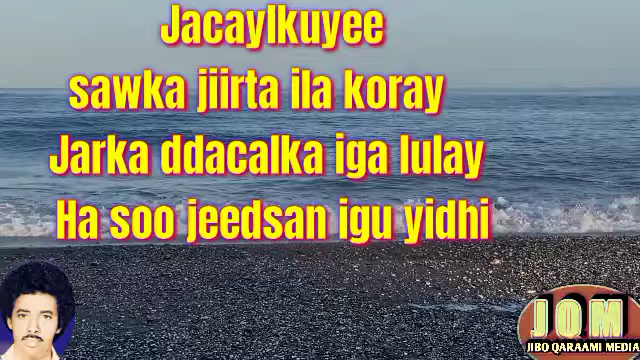 Jacaylkuyee
sawka jiirta ila koray
Jarka ddacalka iga lulay
Ha soo jeedsan igu yidhi
JQM
JIBO QARAAMI MEDIA